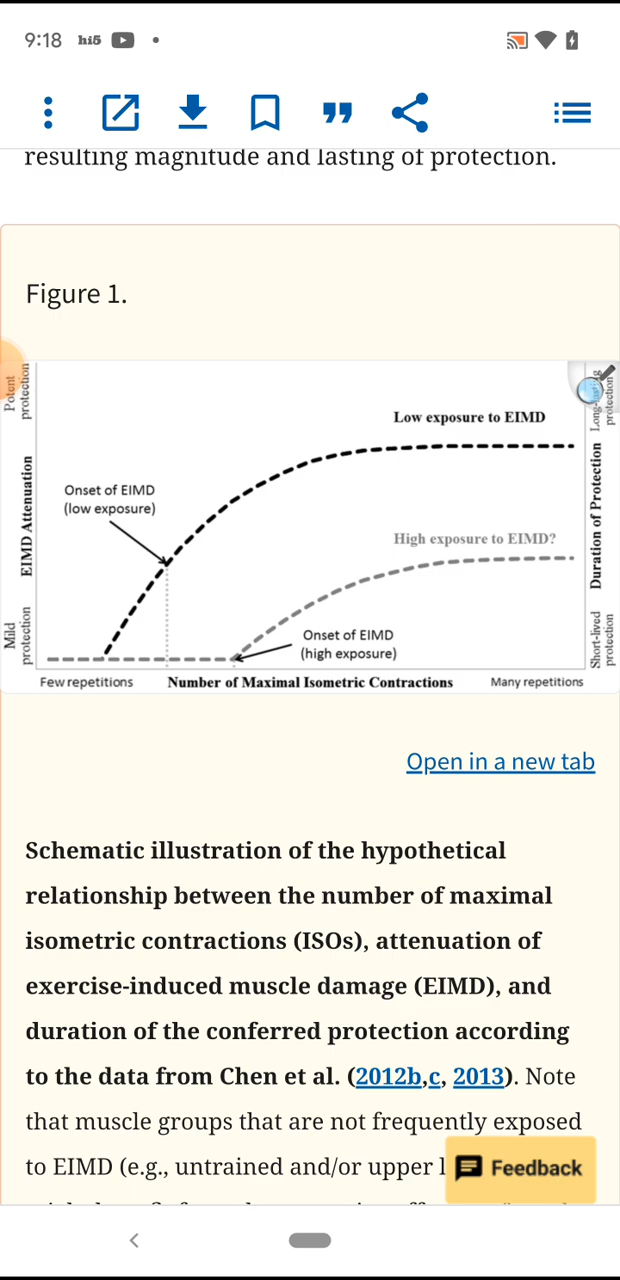 9:18 hi5
resulting magnitude and lasting of protection.
Figure 1.
Potent
protection
EIMD Attenuation
Mild
protection
Low exposure to EIMD
Onset of EIMD
(low exposure)
High exposure to EIMD?
Onset of EIMD
(high exposure)
Few repetitions
Number of Maximal Isometric Contractions
Many repetitions
Long-lasting
protection
Duration of Protection
Short-lived
protection
Open in a new tab
Schematic illustration of the hypothetical
relationship between the number of maximal
isometric contractions (ISOs), attenuation of
exercise-induced muscle damage (EIMD), and
duration of the conferred protection according
to the data from Chen et al. (2012b,c, 2013). Note
that muscle groups that are not frequently exposed
to EIMD (e.g., untrained and/or upper l
Feedback